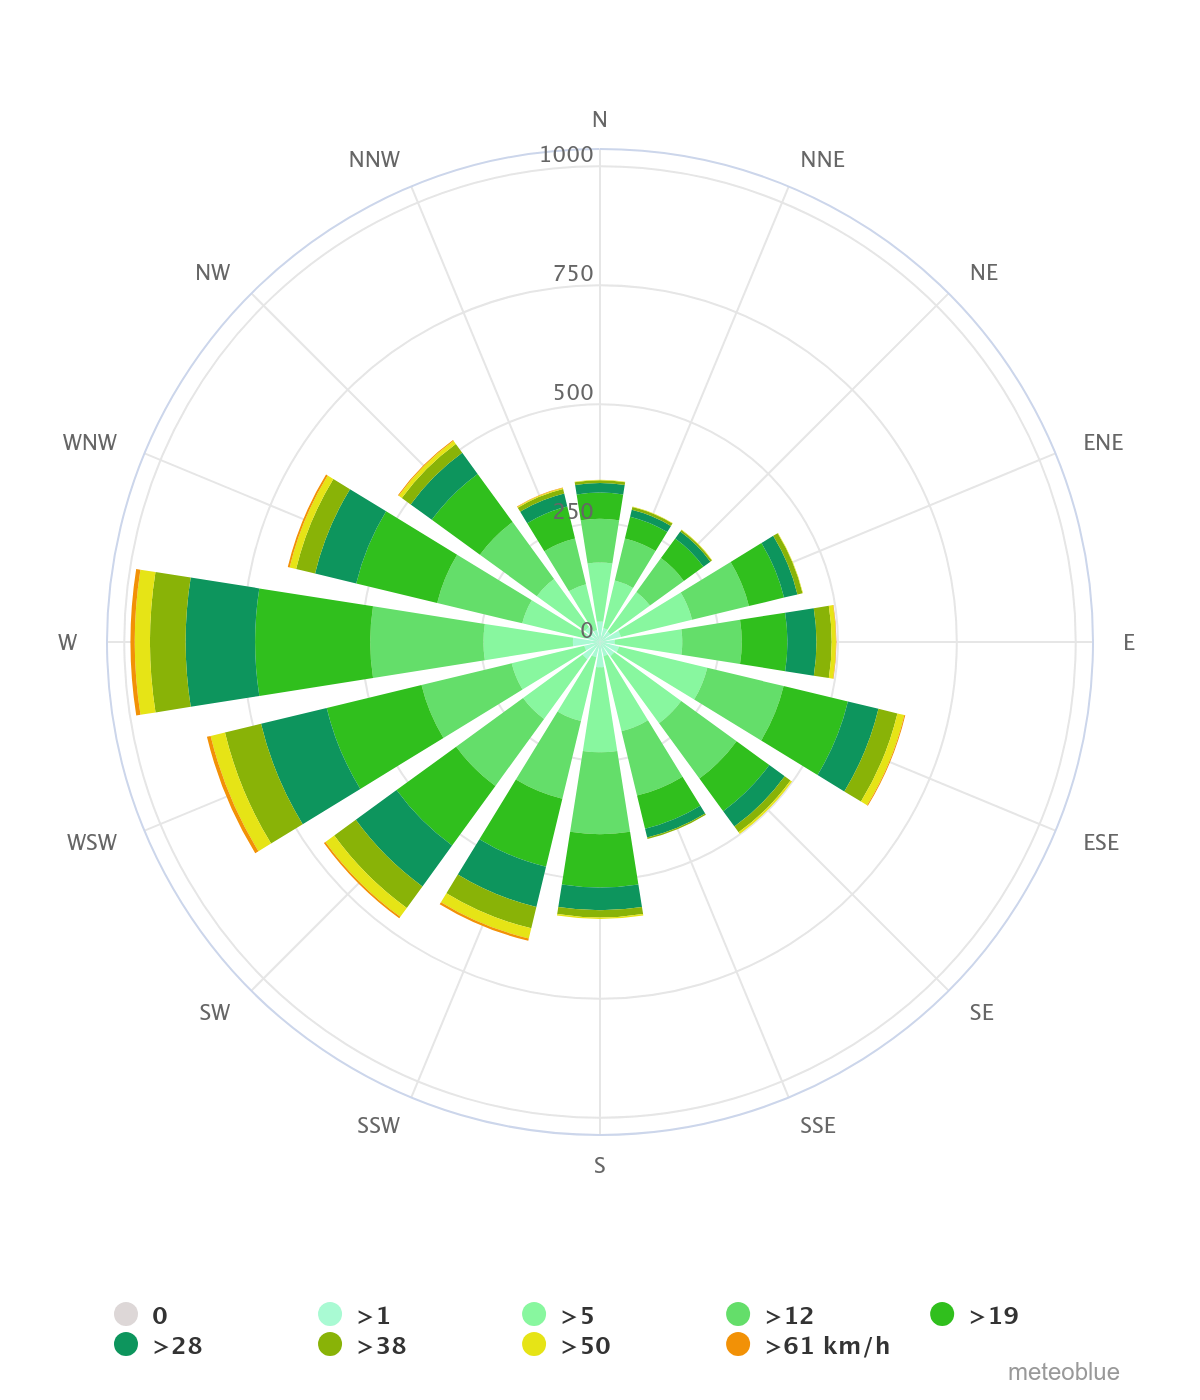 N
1000
NNW
NNE
750
NW
NE
500
WNW
ENE
250
0
W
E
WSW
ESE
SW
SE
SSW
SSE
S
0 >1 >5 >12 >19
>28 >38 >50 >61 km/h
meteoblue